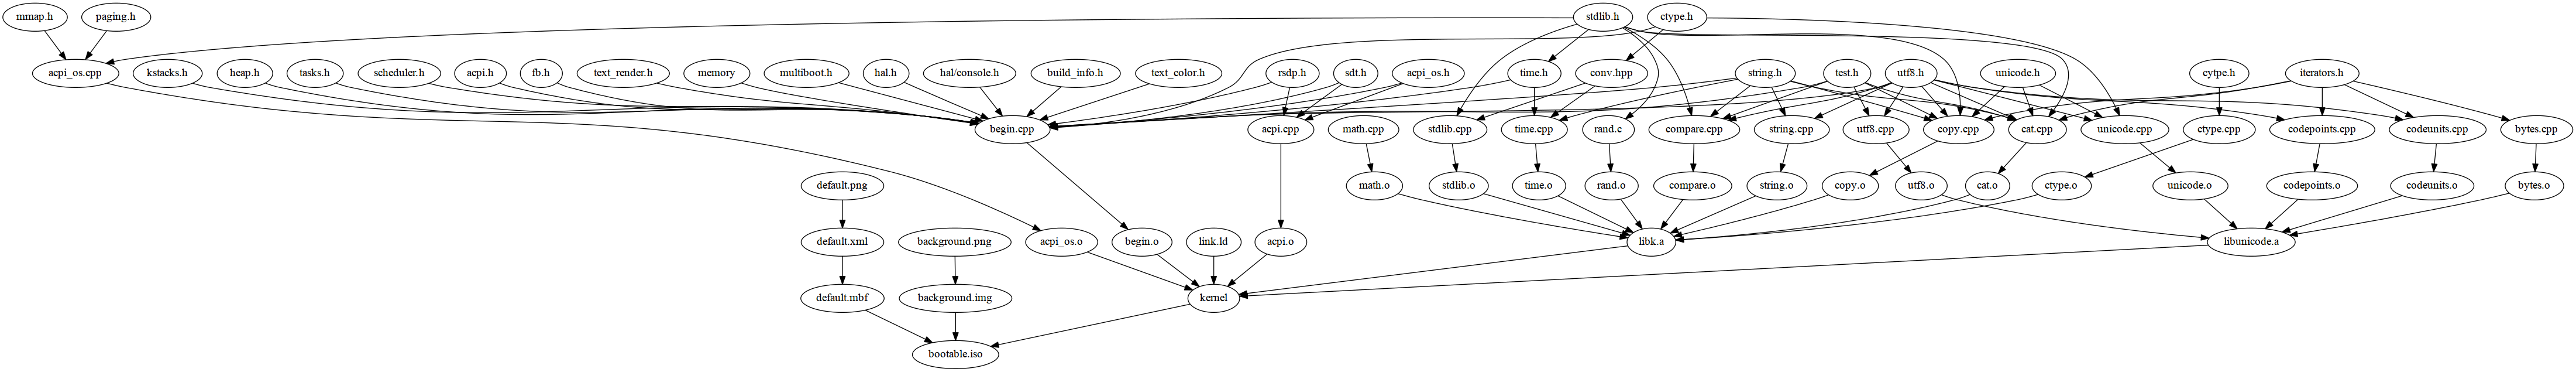 mmap.h
paging.h
stdlib.h
ctype.h
acpi_os.cpp
kstacks.h
heap.h
tasks.h
scheduler.h
acpi.h
fb.h
text_render.h
memory
multiboot.h
hal.h
hal/console.h
build_info.h
text_color.h
rsdp.h
sdt.h
acpi_os.h
time.h
conv.hpp
string.h
test.h
utf8.h
unicode.h
cytpe.h
iterators.h
begin.cpp
acpi.cpp
math.cpp
stdlib.cpp
time.cpp
rand.c
compare.cpp
string.cpp
utf8.cpp
copy.cpp
cat.cpp
unicode.cpp
ctype.cpp
codepoints.cpp
codeunits.cpp
bytes.cpp
default.png
math.o
stdlib.o
time.o
rand.o
compare.o
string.o
copy.o
utf8.o
cat.o
ctype.o
unicode.o
codepoints.o
codeunits.o
bytes.o
default.xml
background.png
acpi_os.o
begin.o
link.ld
acpi.o
libk.a
libunicode.a
default.mbf
background.img
kernel
bootable.iso